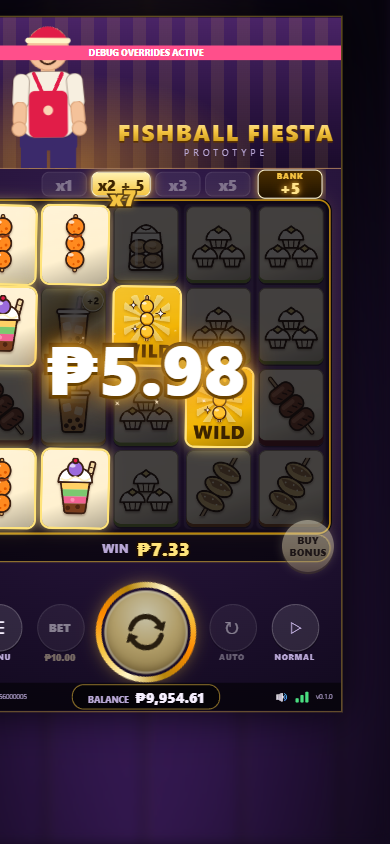 DEBUG OVERRIDES ACTIVE
FISHBALL FIESTA
PROTOTYPE
x1
x2 + 5
x3
x5
BANK
+5
x7
+2
WILD
₱5.98
WILD
WIN ₱7.33
BUY
BONUS
BET
₱10.00
AUTO
NORMAL
NU
56000005
BALANCE ₱9,954.61
v0.1.0